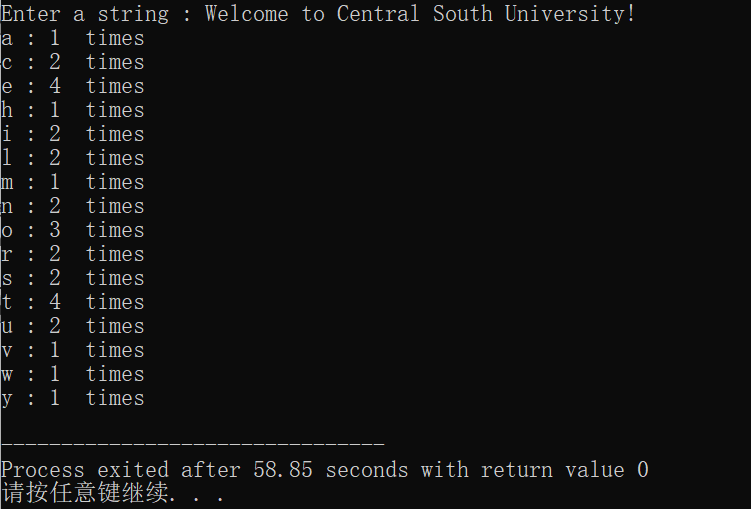 Enter a string : Welcome to Central South University!
a : 1  times
c : 2  times
e : 4  times
h : 1  times
i : 2  times
l : 2  times
m : 1  times
n : 2  times
o : 3  times
r : 2  times
s : 2  times
t : 4  times
u : 2  times
v : 1  times
w : 1  times
y : 1  times
--------------------------------
Process exited after 58.85 seconds with return value 0
请按任意键继续. . .